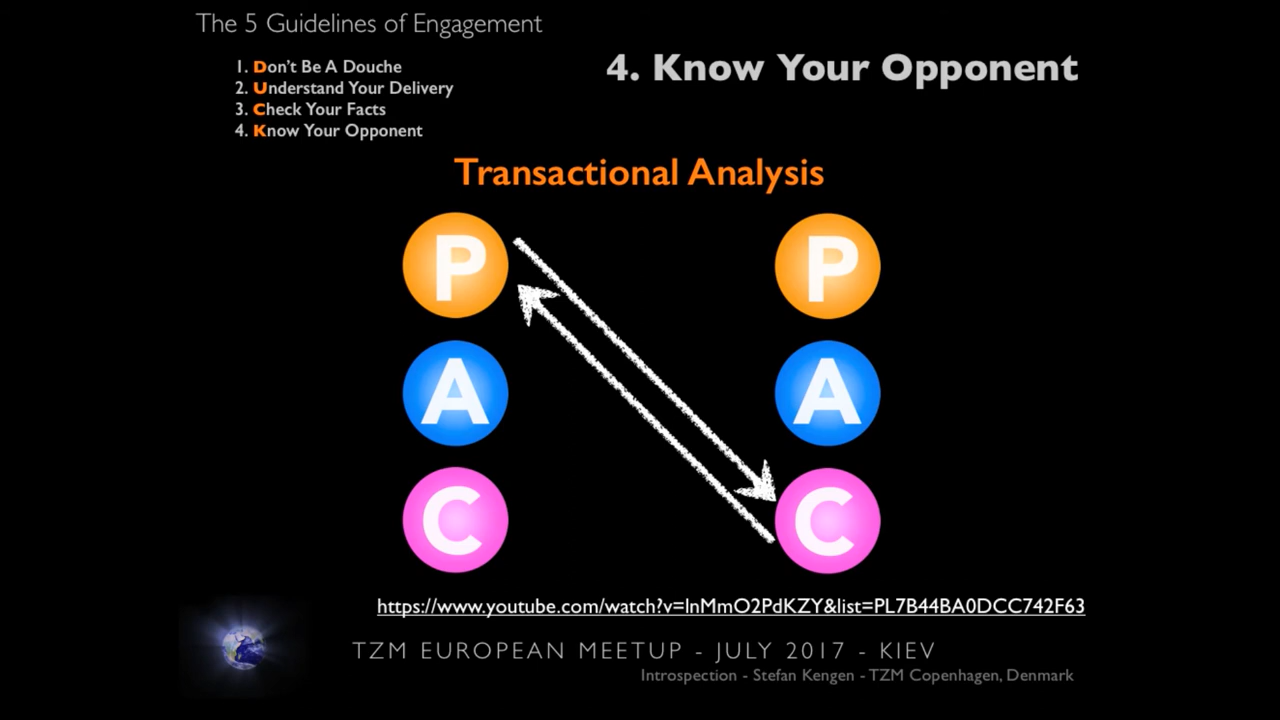 The 5 Guidelines of Engagement
1. Don't Be A Douche
2. Understand Your Delivery
3. Check Your Facts
4. Know Your Opponent
4. Know Your Opponent
Transactional Analysis
P P
A A
C C
https://www.youtube.com/watch?v=lnMmO2PdKZY&list=PL7B44BA0DCC742F63
TZM EUROPEAN MEETUP - JULY 2017 - KIEV
Introspection - Stefan Kengen - TZM Copenhagen, Denmark